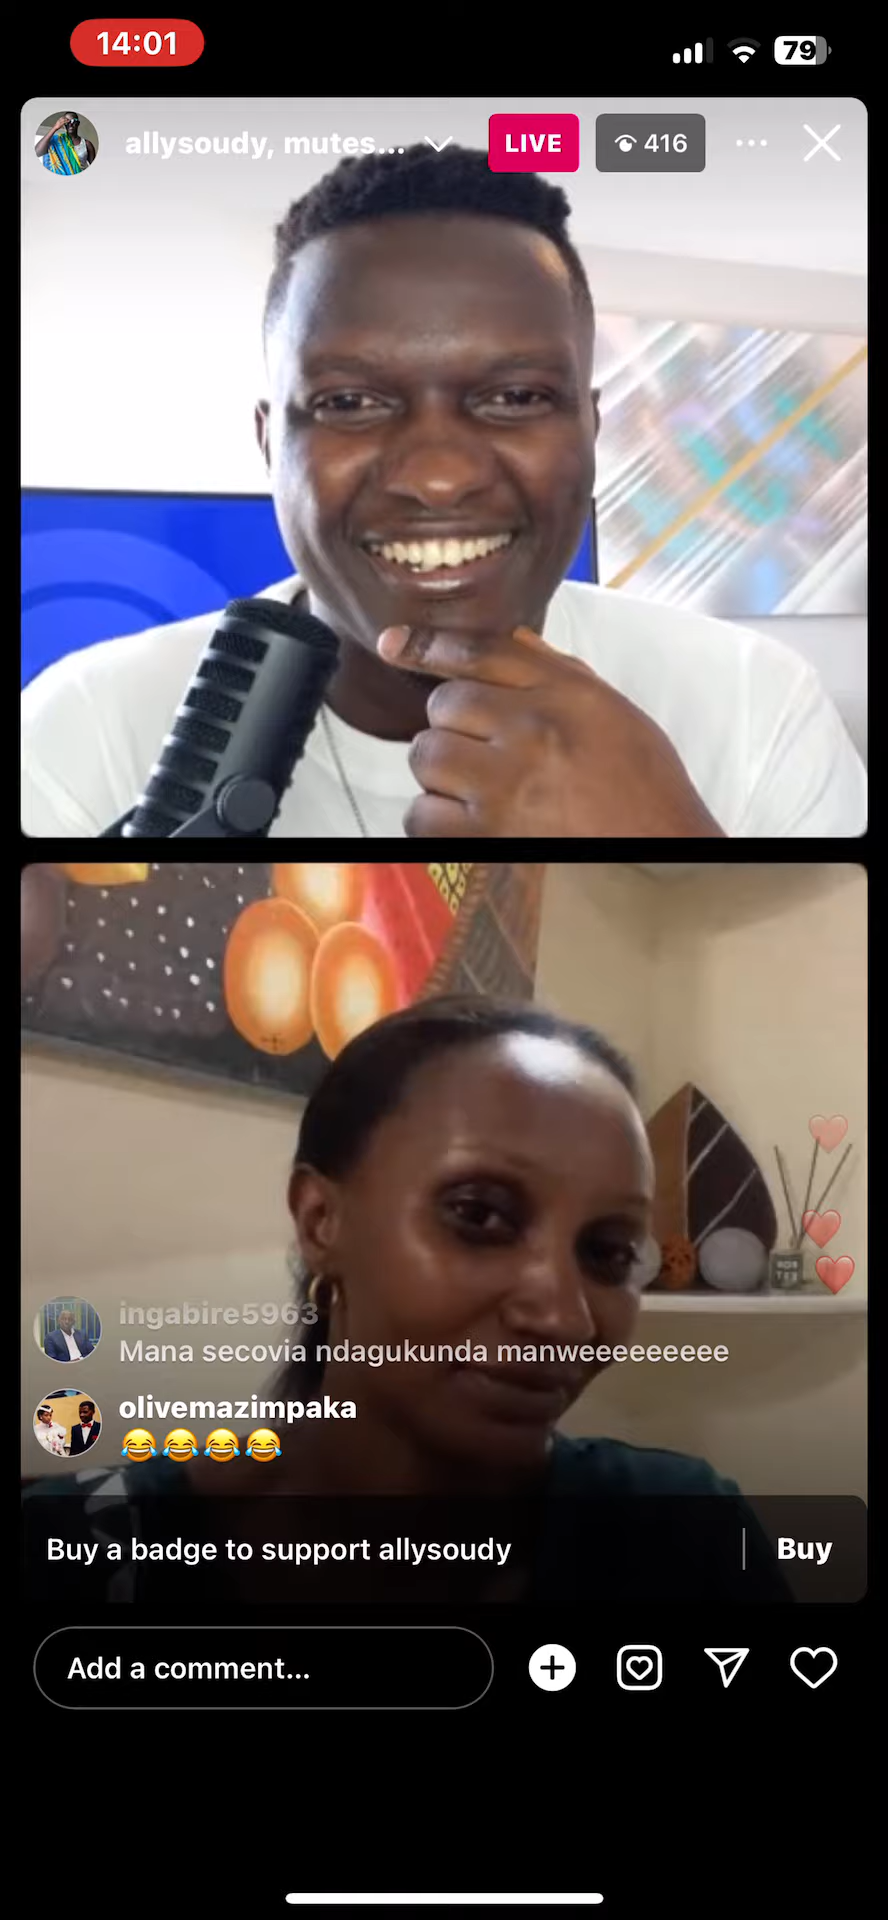 14:01
79
allysoudy, mutes...
LIVE
416
ingabire5963
Mana secovia ndagukunda manweeeeeeeee
olivemazimpaka
😂😂😂😂
Buy a badge to support allysoudy
Buy
Add a comment...